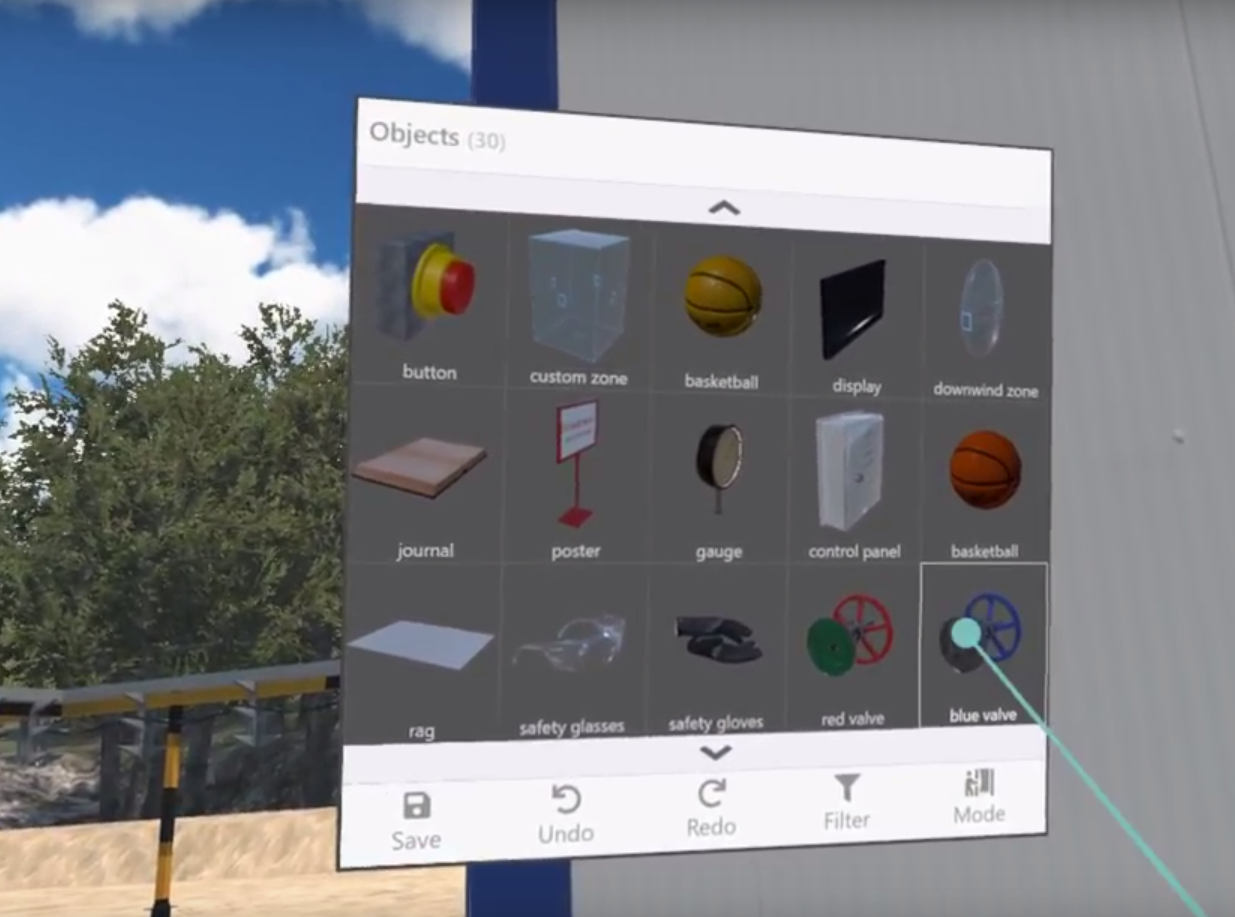 Objects (30)
button
custom zone
basketball
display
downwind zone
journal
poster
gauge
control panel
basketball
rag
safety glasses
safety gloves
red valve
blue valve
Save
Undo
Redo
Filter
Mode